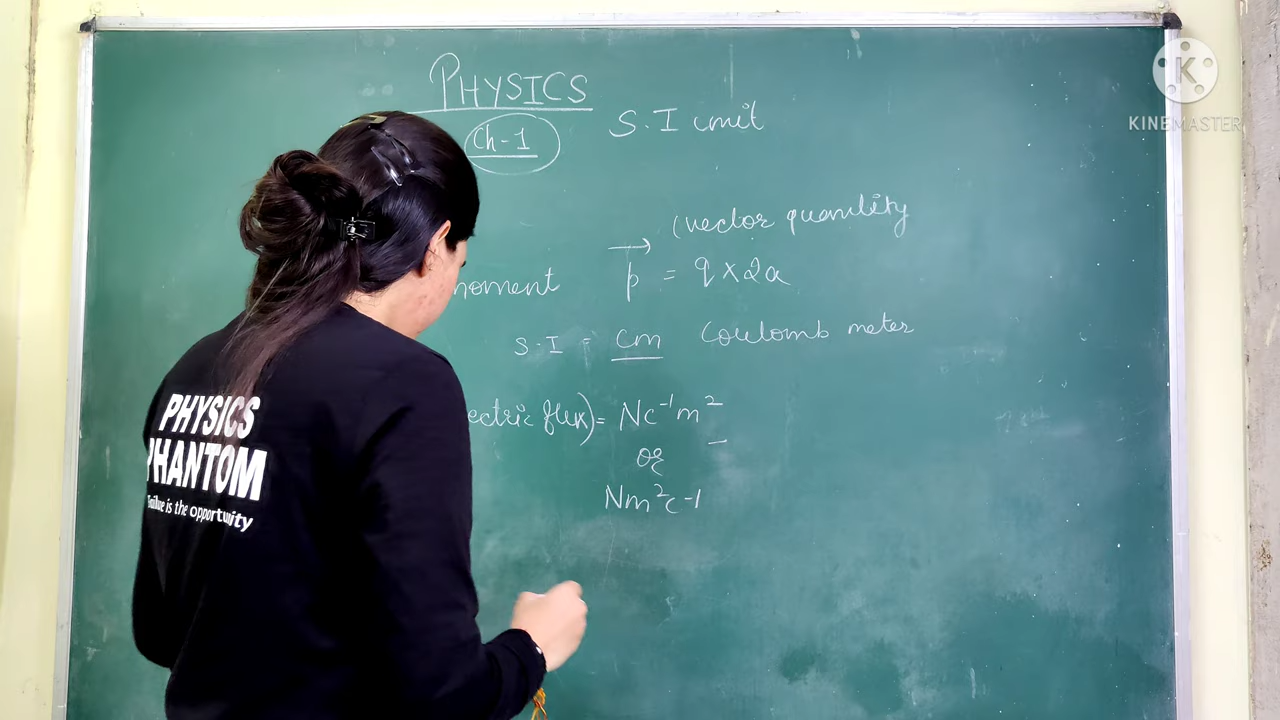 PHYSICS
Ch-1
S.I unit
(vector quantity
moment p⃗ = q × 2a
S.I = cm Coulomb meter
ectric flux) = Nc⁻¹m²
or
Nm²c⁻¹
PHYSICS
PHANTOM
Failure is the opportunity
K
KINEMASTER